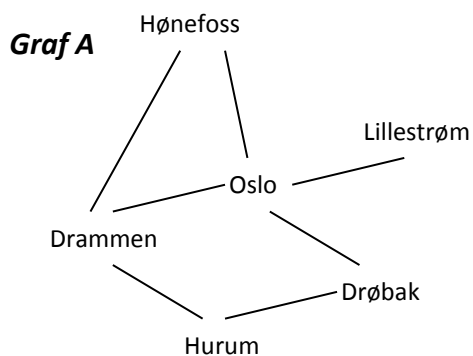 Hønefoss
Graf A
Lillestrøm
Oslo
Drammen
Drøbak
Hurum